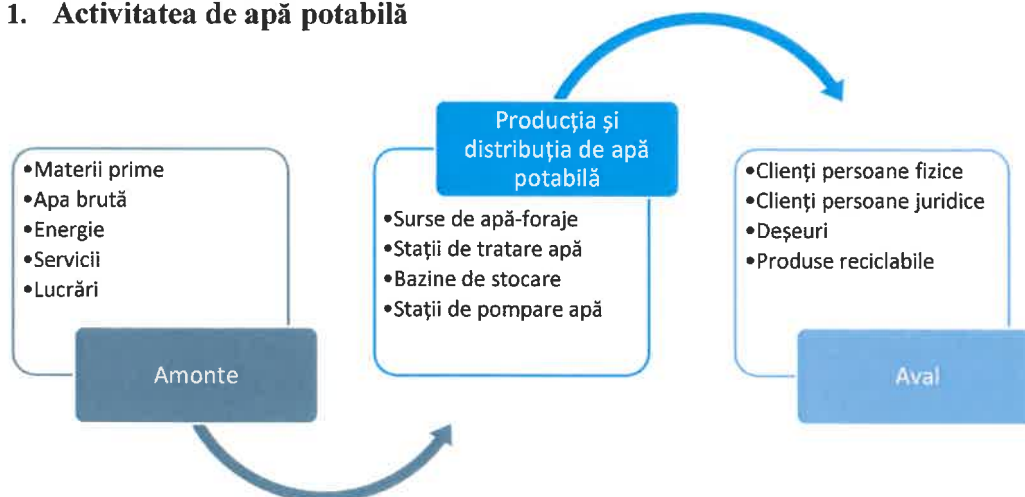 1. Activitatea de apă potabilă
•Materii prime
•Apa brută
•Energie
•Servicii
•Lucrări
Amonte
Producția și
distribuția de apă
potabilă
•Surse de apă-foraje
•Stații de tratare apă
•Bazine de stocare
•Stații de pompare apă
•Clienți persoane fizice
•Clienți persoane juridice
•Deșeuri
•Produse reciclabile
Aval